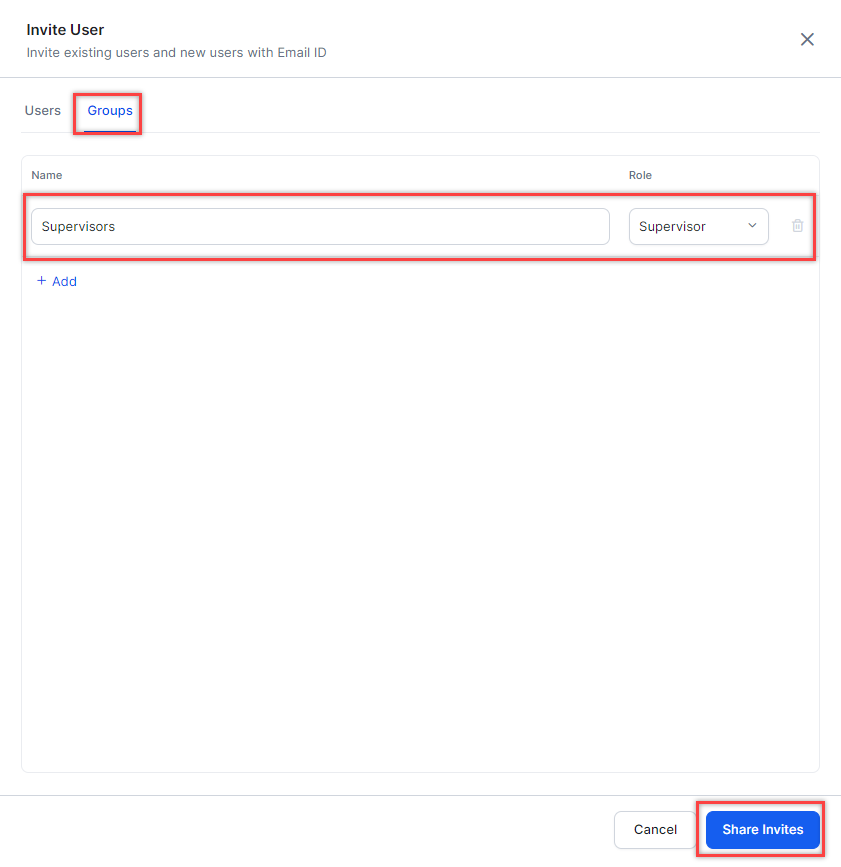 Invite User
Invite existing users and new users with Email ID
Users Groups
Name Role
Supervisors Supervisor
+ Add
Cancel Share Invites